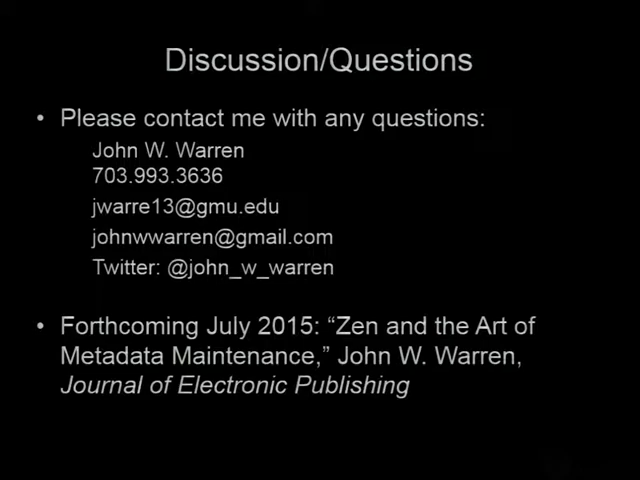 Discussion/Questions
• Please contact me with any questions:
John W. Warren
703.993.3636
jwarre13@gmu.edu
johnwwarren@gmail.com
Twitter: @john_w_warren
• Forthcoming July 2015: “Zen and the Art of
Metadata Maintenance,” John W. Warren,
Journal of Electronic Publishing